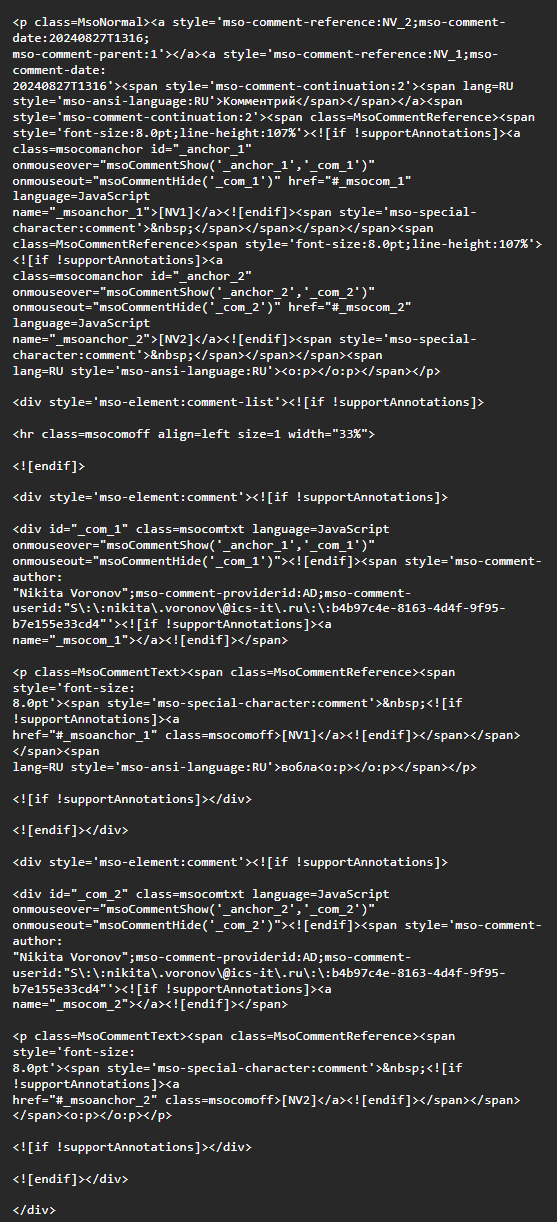 <p class=MsoNormal><a style='mso-comment-reference:NV_2;mso-comment-
date:20240827T1316;
mso-comment-parent:1'></a><a style='mso-comment-reference:NV_1;mso-
comment-date:
20240827T1316'><span style='mso-comment-continuation:2'><span lang=RU
style='mso-ansi-language:RU'>Комментрий</span></span></a><span
style='mso-comment-continuation:2'><span class=MsoCommentReference><span
style='font-size:8.0pt;line-height:107%'><![if !supportAnnotations]><a
class=msocomanchor id="_anchor_1"
onmouseover="msoCommentShow('_anchor_1','_com_1')"
onmouseout="msoCommentHide('_com_1')" href="#_msocom_1"
language=JavaScript
name="_msoanchor_1">[NV1]</a><![endif]><span style='mso-special-
character:comment'>&nbsp;</span></span></span></span><span
class=MsoCommentReference><span style='font-size:8.0pt;line-height:107%'>
<![if !supportAnnotations]><a
class=msocomanchor id="_anchor_2"
onmouseover="msoCommentShow('_anchor_2','_com_2')"
onmouseout="msoCommentHide('_com_2')" href="#_msocom_2"
language=JavaScript
name="_msoanchor_2">[NV2]</a><![endif]><span style='mso-special-
character:comment'>&nbsp;</span></span></span><span
lang=RU style='mso-ansi-language:RU'><o:p></o:p></span></p>
<div style='mso-element:comment-list'><![if !supportAnnotations]>
<hr class=msocomoff align=left size=1 width="33%">
<![endif]>
<div style='mso-element:comment'><![if !supportAnnotations]>
<div id="_com_1" class=msocomtxt language=JavaScript
onmouseover="msoCommentShow('_anchor_1','_com_1')"
onmouseout="msoCommentHide('_com_1')"><![endif]><span style='mso-comment-
author:
"Nikita Voronov";mso-comment-providerid:AD;mso-comment-
userid:"S\:\:nikita\.voronov\@ics-it\.ru\:\:b4b97c4e-8163-4d4f-9f95-
b7e155e33cd4"'><![if !supportAnnotations]><a
name="_msocom_1"></a><![endif]></span>
<p class=MsoCommentText><span class=MsoCommentReference><span
style='font-size:
8.0pt'><span style='mso-special-character:comment'>&nbsp;<![if
!supportAnnotations]><a
href="#_msoanchor_1" class=msocomoff>[NV1]</a><![endif]></span></span>
</span><span
lang=RU style='mso-ansi-language:RU'>вобла<o:p></o:p></span></p>
<![if !supportAnnotations]></div>
<![endif]></div>
<div style='mso-element:comment'><![if !supportAnnotations]>
<div id="_com_2" class=msocomtxt language=JavaScript
onmouseover="msoCommentShow('_anchor_2','_com_2')"
onmouseout="msoCommentHide('_com_2')"><![endif]><span style='mso-comment-
author:
"Nikita Voronov";mso-comment-providerid:AD;mso-comment-
userid:"S\:\:nikita\.voronov\@ics-it\.ru\:\:b4b97c4e-8163-4d4f-9f95-
b7e155e33cd4"'><![if !supportAnnotations]><a
name="_msocom_2"></a><![endif]></span>
<p class=MsoCommentText><span class=MsoCommentReference><span
style='font-size:
8.0pt'><span style='mso-special-character:comment'>&nbsp;<![if
!supportAnnotations]><a
href="#_msoanchor_2" class=msocomoff>[NV2]</a><![endif]></span></span>
</span><o:p></o:p></p>
<![if !supportAnnotations]></div>
<![endif]></div>
</div>